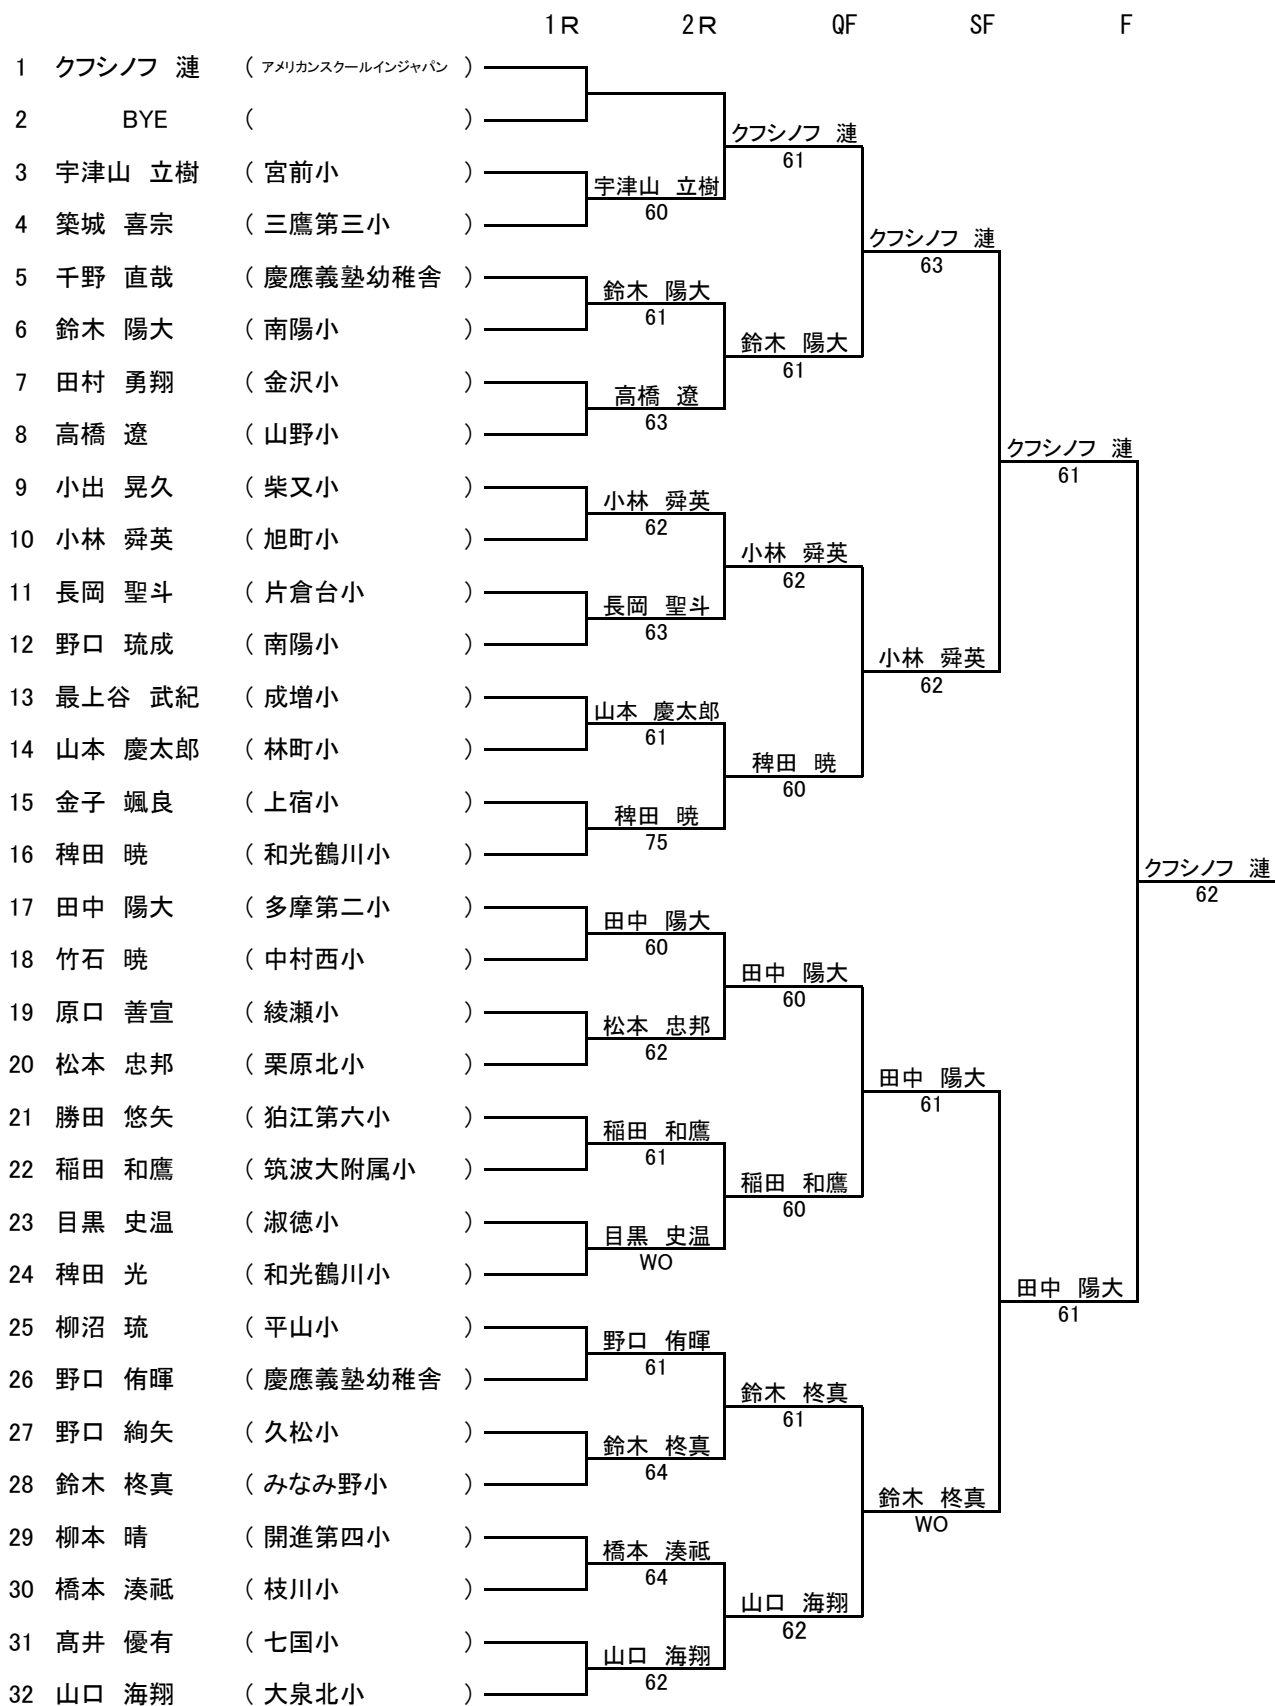 1R 2R QF SF F
1 クフシノフ 漣 ( アメリカンスクールインジャパン )
2 BYE ( )
クフシノフ 漣
61
3 宇津山 立樹 ( 宮前小 )
宇津山 立樹
60
4 築城 喜宗 ( 三鷹第三小 )
クフシノフ 漣
63
5 千野 直哉 ( 慶應義塾幼稚舎 )
鈴木 陽大
61
6 鈴木 陽大 ( 南陽小 )
鈴木 陽大
61
7 田村 勇翔 ( 金沢小 )
高橋 遼
63
8 高橋 遼 ( 山野小 )
クフシノフ 漣
61
9 小出 晃久 ( 柴又小 )
小林 舜英
62
10 小林 舜英 ( 旭町小 )
小林 舜英
62
11 長岡 聖斗 ( 片倉台小 )
長岡 聖斗
63
12 野口 琉成 ( 南陽小 )
小林 舜英
62
13 最上谷 武紀 ( 成増小 )
山本 慶太郎
61
14 山本 慶太郎 ( 林町小 )
稗田 暁
60
15 金子 颯良 ( 上宿小 )
稗田 暁
75
16 稗田 暁 ( 和光鶴川小 )
クフシノフ 漣
62
17 田中 陽大 ( 多摩第二小 )
田中 陽大
60
18 竹石 暁 ( 中村西小 )
田中 陽大
60
19 原口 善宣 ( 綾瀬小 )
松本 忠邦
62
20 松本 忠邦 ( 栗原北小 )
田中 陽大
61
21 勝田 悠矢 ( 狛江第六小 )
稲田 和鷹
61
22 稲田 和鷹 ( 筑波大附属小 )
稲田 和鷹
60
23 目黒 史温 ( 淑徳小 )
目黒 史温
WO
24 稗田 光 ( 和光鶴川小 )
田中 陽大
61
25 柳沼 琉 ( 平山小 )
野口 侑暉
61
26 野口 侑暉 ( 慶應義塾幼稚舎 )
鈴木 柊真
61
27 野口 絢矢 ( 久松小 )
鈴木 柊真
64
28 鈴木 柊真 ( みなみ野小 )
鈴木 柊真
WO
29 柳本 晴 ( 開進第四小 )
橋本 湊祇
64
30 橋本 湊祇 ( 枝川小 )
山口 海翔
62
31 髙井 優有 ( 七国小 )
山口 海翔
62
32 山口 海翔 ( 大泉北小 )